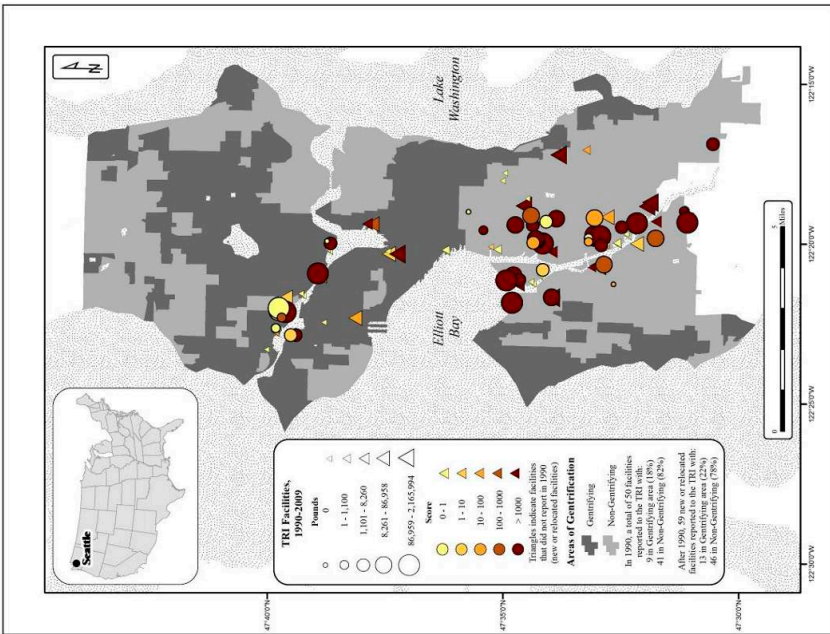 Seattle
N
Lake
Washington
Elliott
Bay
TRI Facilities,
1990-2009
Pounds
0
1 - 1,100
1,101 - 8,260
8,261 - 86,958
86,959 - 2,165,994
Score
0 - 1
1 - 10
10 - 100
100 - 1000
> 1000
Triangles indicate facilities
that did not report in 1990
(new or relocated facilities)
Areas of Gentrification
Gentrifying
Non-Gentrifying
In 1990, a total of 50 facilities
reported to the TRI with:
9 in Gentrifying area (18%)
41 in Non-Gentrifying (82%)
After 1990, 59 new or relocated
facilities reported to the TRI with:
13 in Gentrifying area (22%)
46 in Non-Gentrifying (78%)
0 5
Miles
47°40'0"N
47°35'0"N
47°30'0"N
122°30'0"W
122°25'0"W
122°20'0"W
122°15'0"W